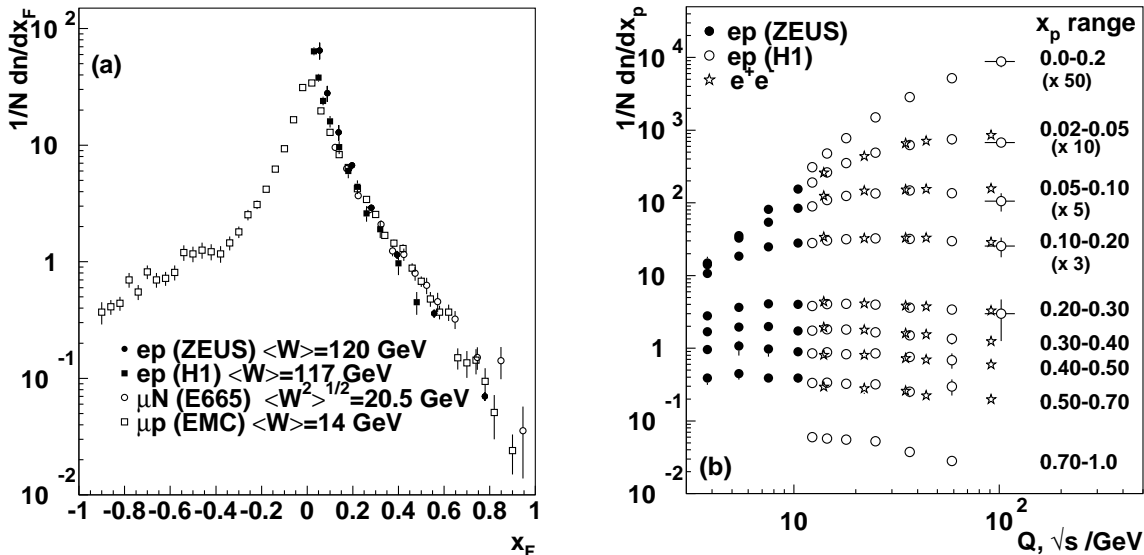 1/N dn/dx_F
10^2
10
1
10^-1
10^-2
(a)
ep (ZEUS) <W>=120 GeV
ep (H1) <W>=117 GeV
μN (E665) <W^2>^1/2=20.5 GeV
μp (EMC) <W>=14 GeV
-1 -0.8 -0.6 -0.4 -0.2 0 0.2 0.4 0.6 0.8 1
x_F
1/N dn/dx_p
10^4
10^3
10^2
10
1
10^-1
10^-2
ep (ZEUS)
ep (H1)
e^+e^-
x_p range
0.0-0.2
(x 50)
0.02-0.05
(x 10)
0.05-0.10
(x 5)
0.10-0.20
(x 3)
0.20-0.30
0.30-0.40
0.40-0.50
0.50-0.70
0.70-1.0
(b)
10 10^2
Q, √s /GeV